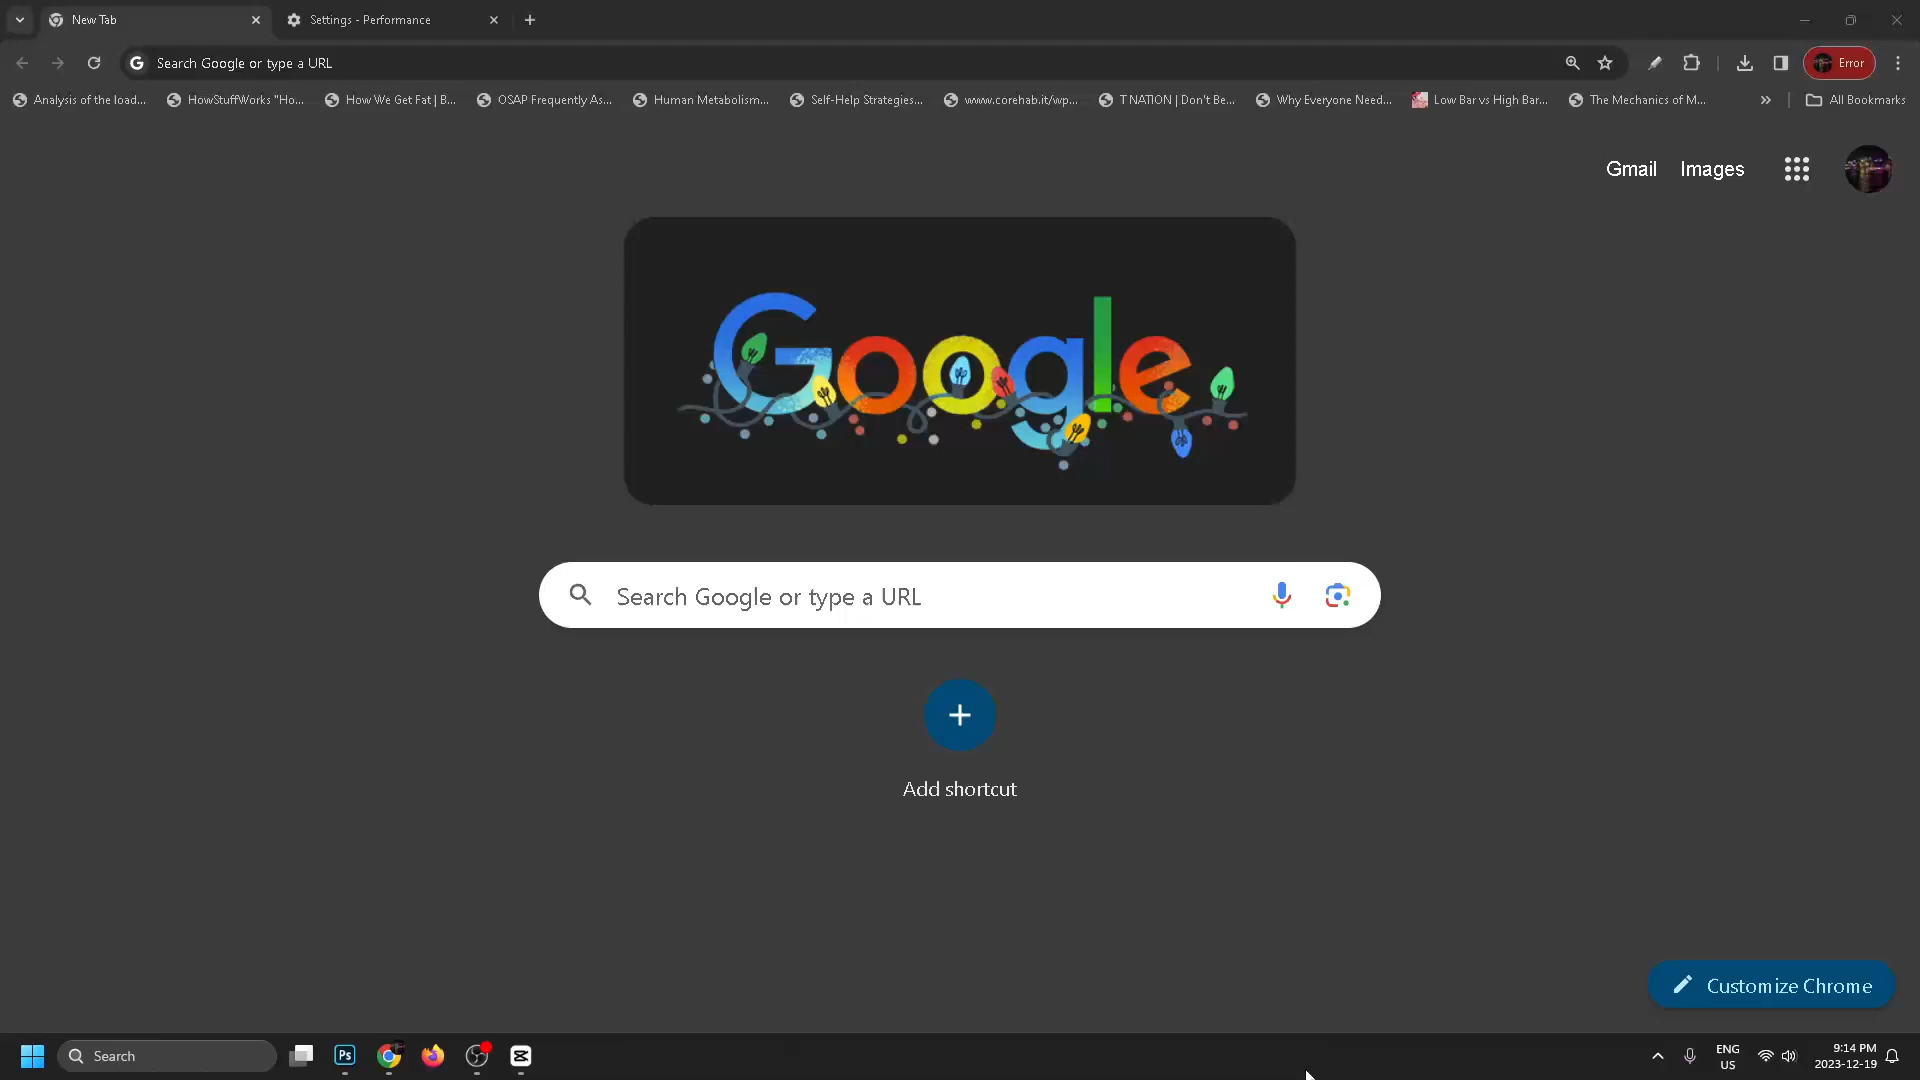 New Tab
Settings - Performance
Search Google or type a URL
Error
Analysis of the load...
HowStuffWorks "Ho...
How We Get Fat | B...
OSAP Frequently As...
Human Metabolism...
Self-Help Strategies...
www.corehab.it/wp...
T NATION | Don't Be...
Why Everyone Need...
Low Bar vs High Bar...
The Mechanics of M...
All Bookmarks
Gmail
Images
Google
Search Google or type a URL
Add shortcut
Customize Chrome
Search
Ps
ENG
US
9:14 PM
2023-12-19